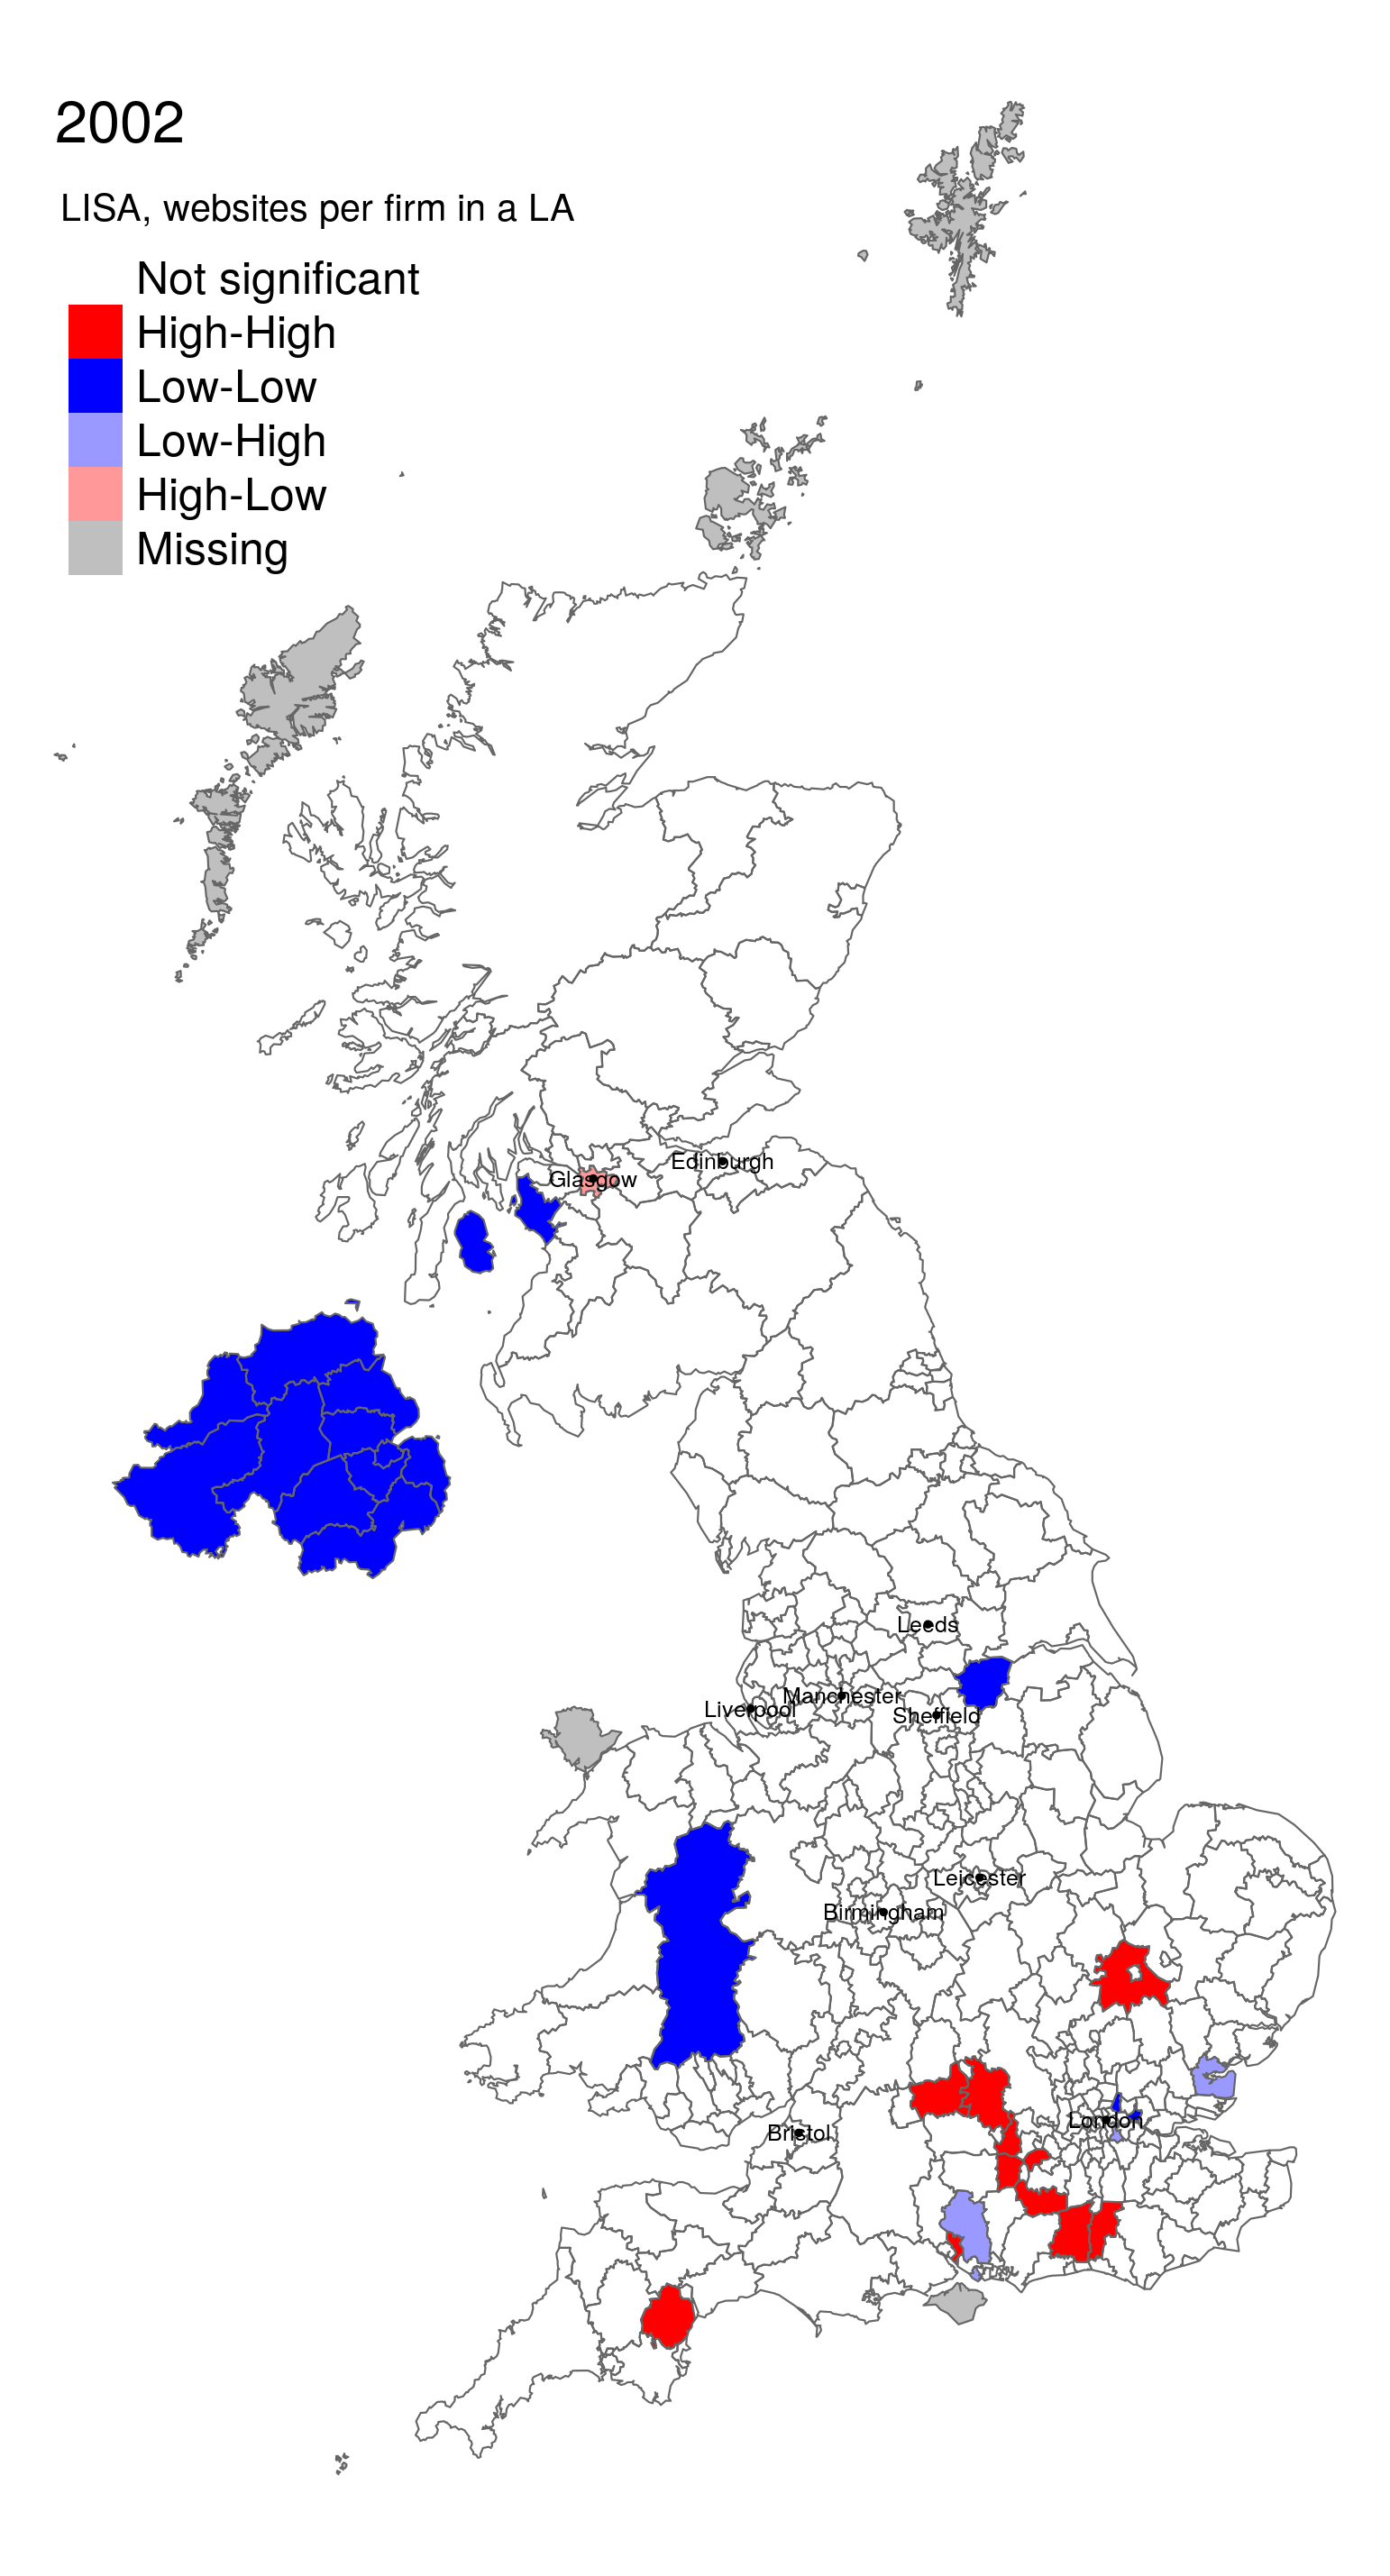 2002
LISA, websites per firm in a LA
Not significant
High-High
Low-Low
Low-High
High-Low
Missing
Edinburgh
Glasgow
Leeds
Manchester
Liverpool
Sheffield
Leicester
Birmingham
London
Bristol